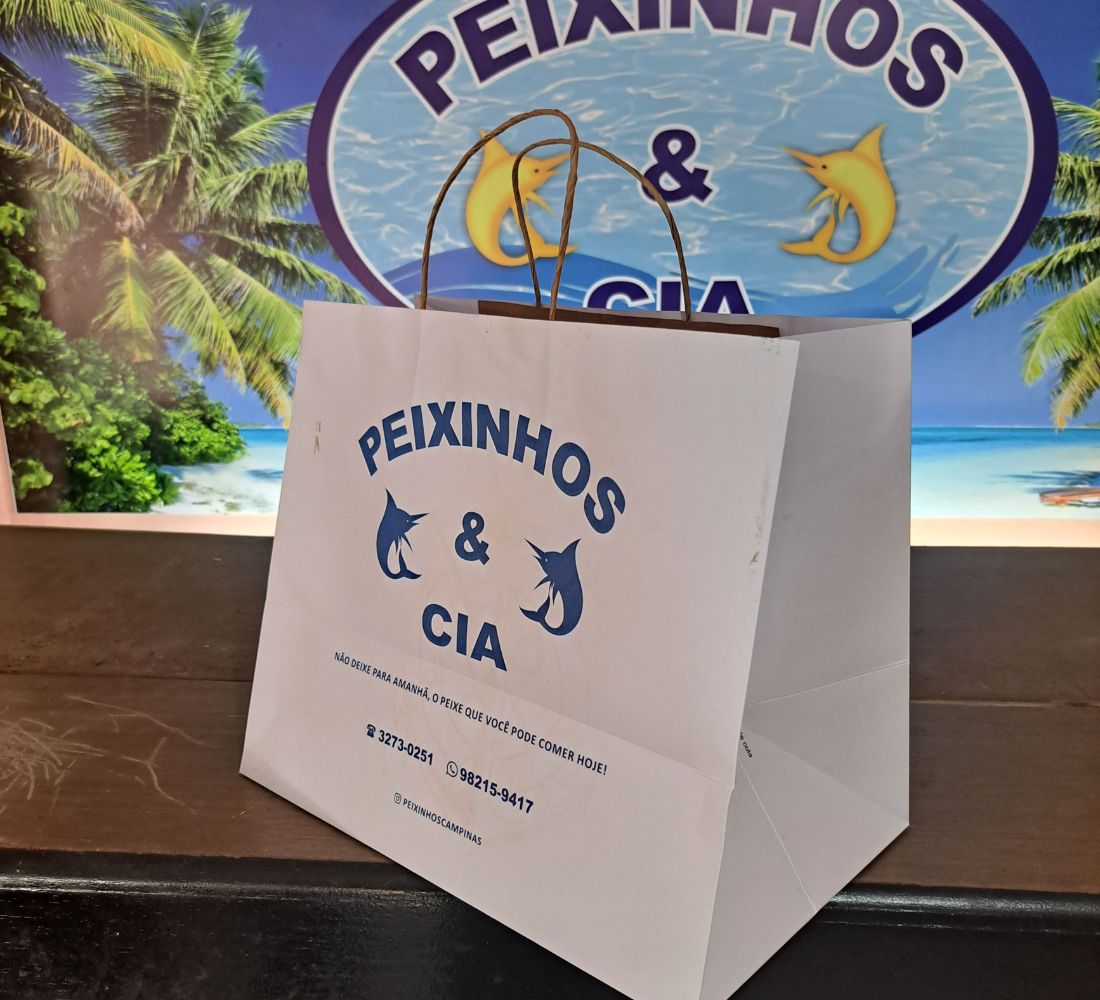 PEIXINHOS
&
CIA
PEIXINHOS
&
CIA
NÃO DEIXE PARA AMANHÃ, O PEIXE QUE VOCÊ PODE COMER HOJE!
3273-0251 98215-9417
PEIXINHOSCAMPINAS
cola